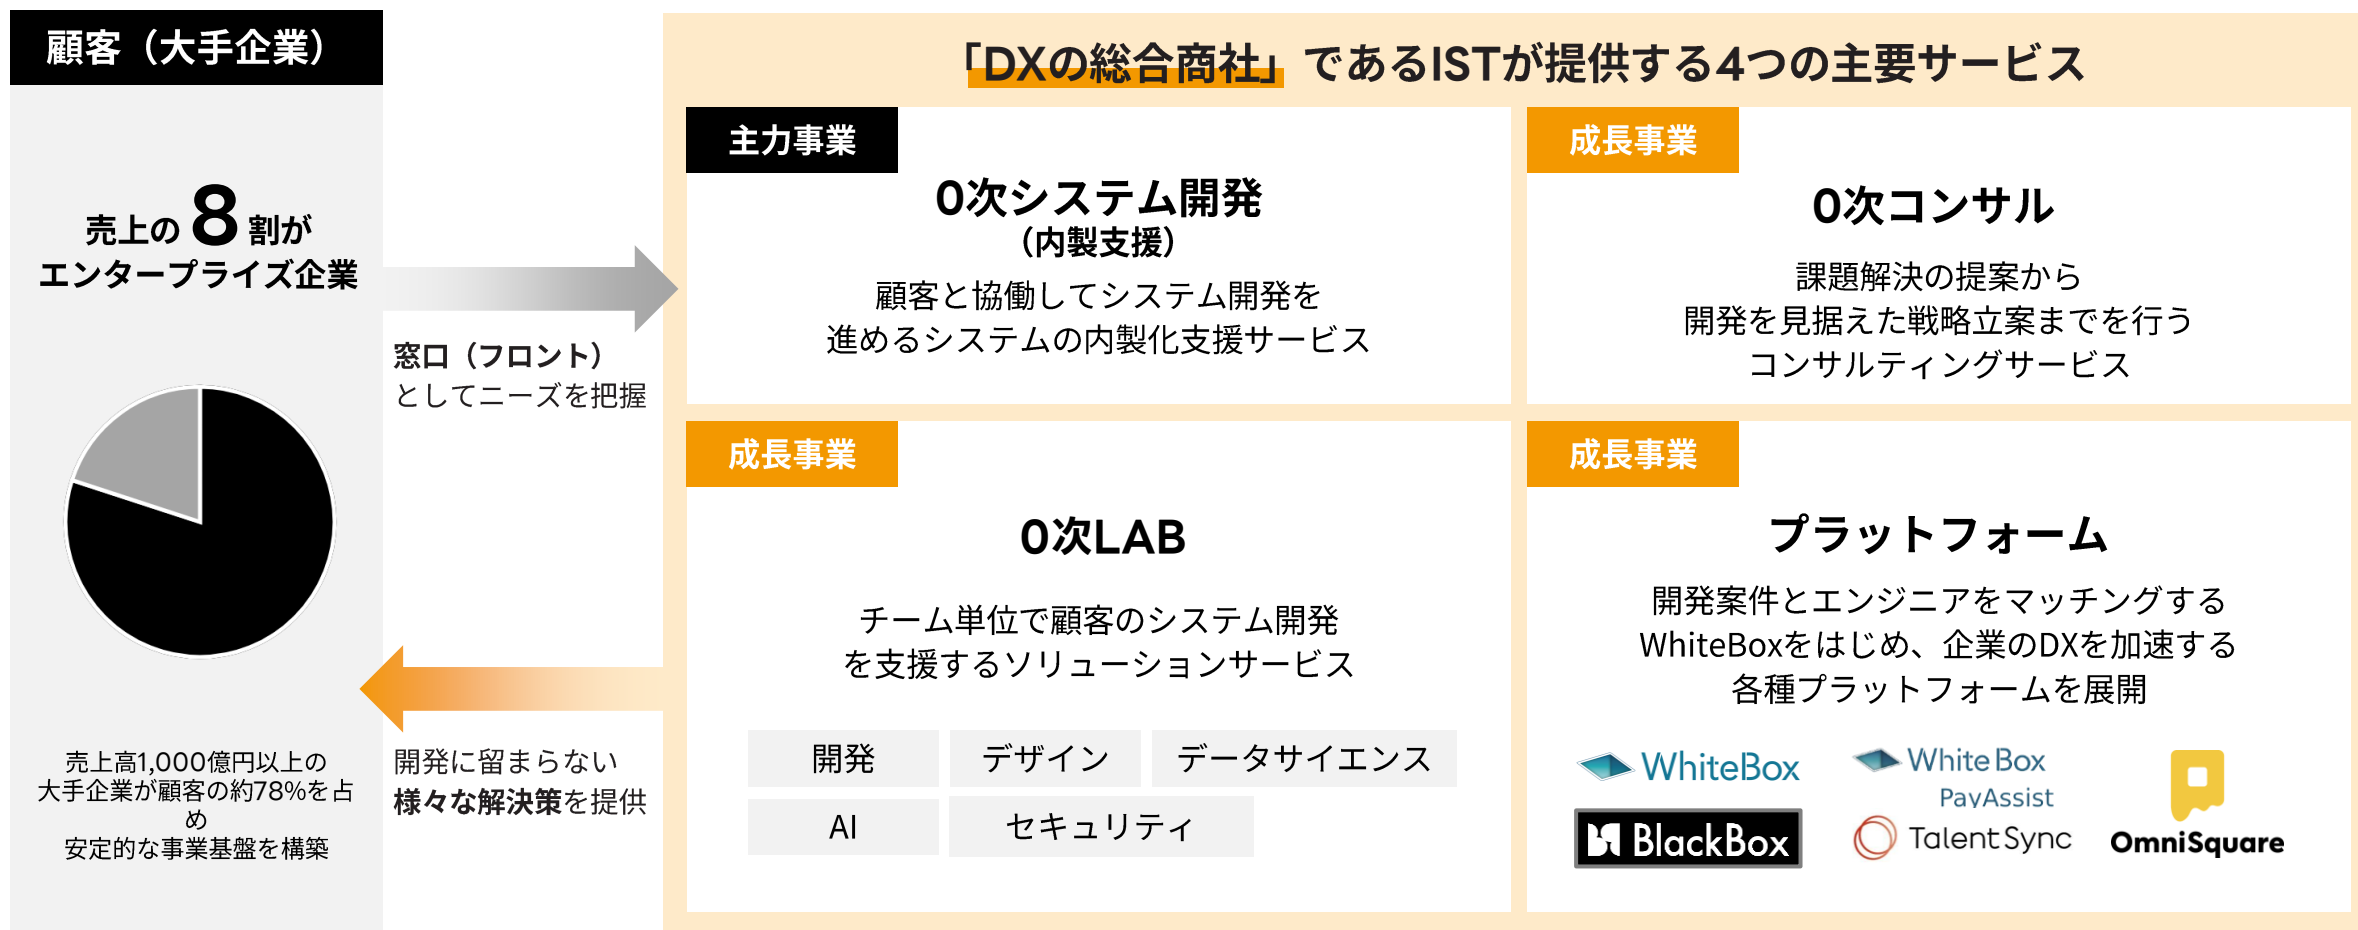 顧客（大手企業）
売上の8割が
エンタープライズ企業
売上高1,000億円以上の
大手企業が顧客の約78%を占
め
安定的な事業基盤を構築
窓口（フロント）
としてニーズを把握
開発に留まらない
様々な解決策を提供
「DXの総合商社」であるISTが提供する4つの主要サービス
主力事業
0次システム開発
（内製支援）
顧客と協働してシステム開発を
進めるシステムの内製化支援サービス
成長事業
0次コンサル
課題解決の提案から
開発を見据えた戦略立案までを行う
コンサルティングサービス
成長事業
0次LAB
チーム単位で顧客のシステム開発
を支援するソリューションサービス
開発
デザイン
データサイエンス
AI
セキュリティ
成長事業
プラットフォーム
開発案件とエンジニアをマッチングする
WhiteBoxをはじめ、企業のDXを加速する
各種プラットフォームを展開
WhiteBox
White Box
PayAssist
BlackBox
Talent Sync
OmniSquare